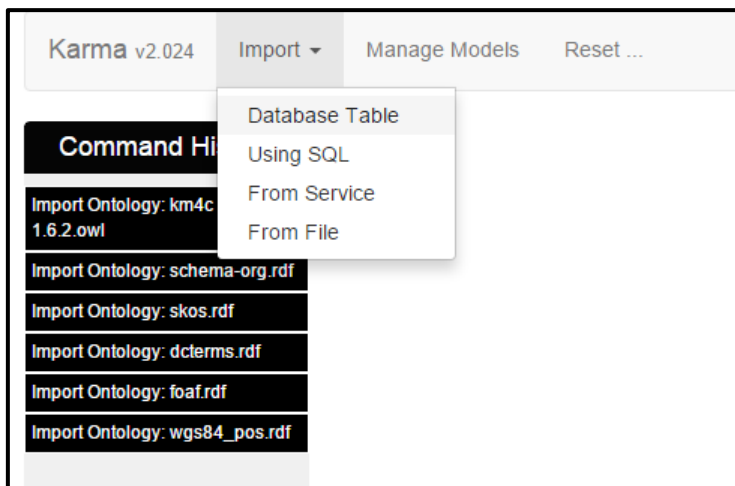 Karma v2.024 Import Manage Models Reset ...
Database Table
Using SQL
From Service
From File
Command Hi
Import Ontology: km4c
1.6.2.owl
Import Ontology: schema-org.rdf
Import Ontology: skos.rdf
Import Ontology: dcterms.rdf
Import Ontology: foaf.rdf
Import Ontology: wgs84_pos.rdf